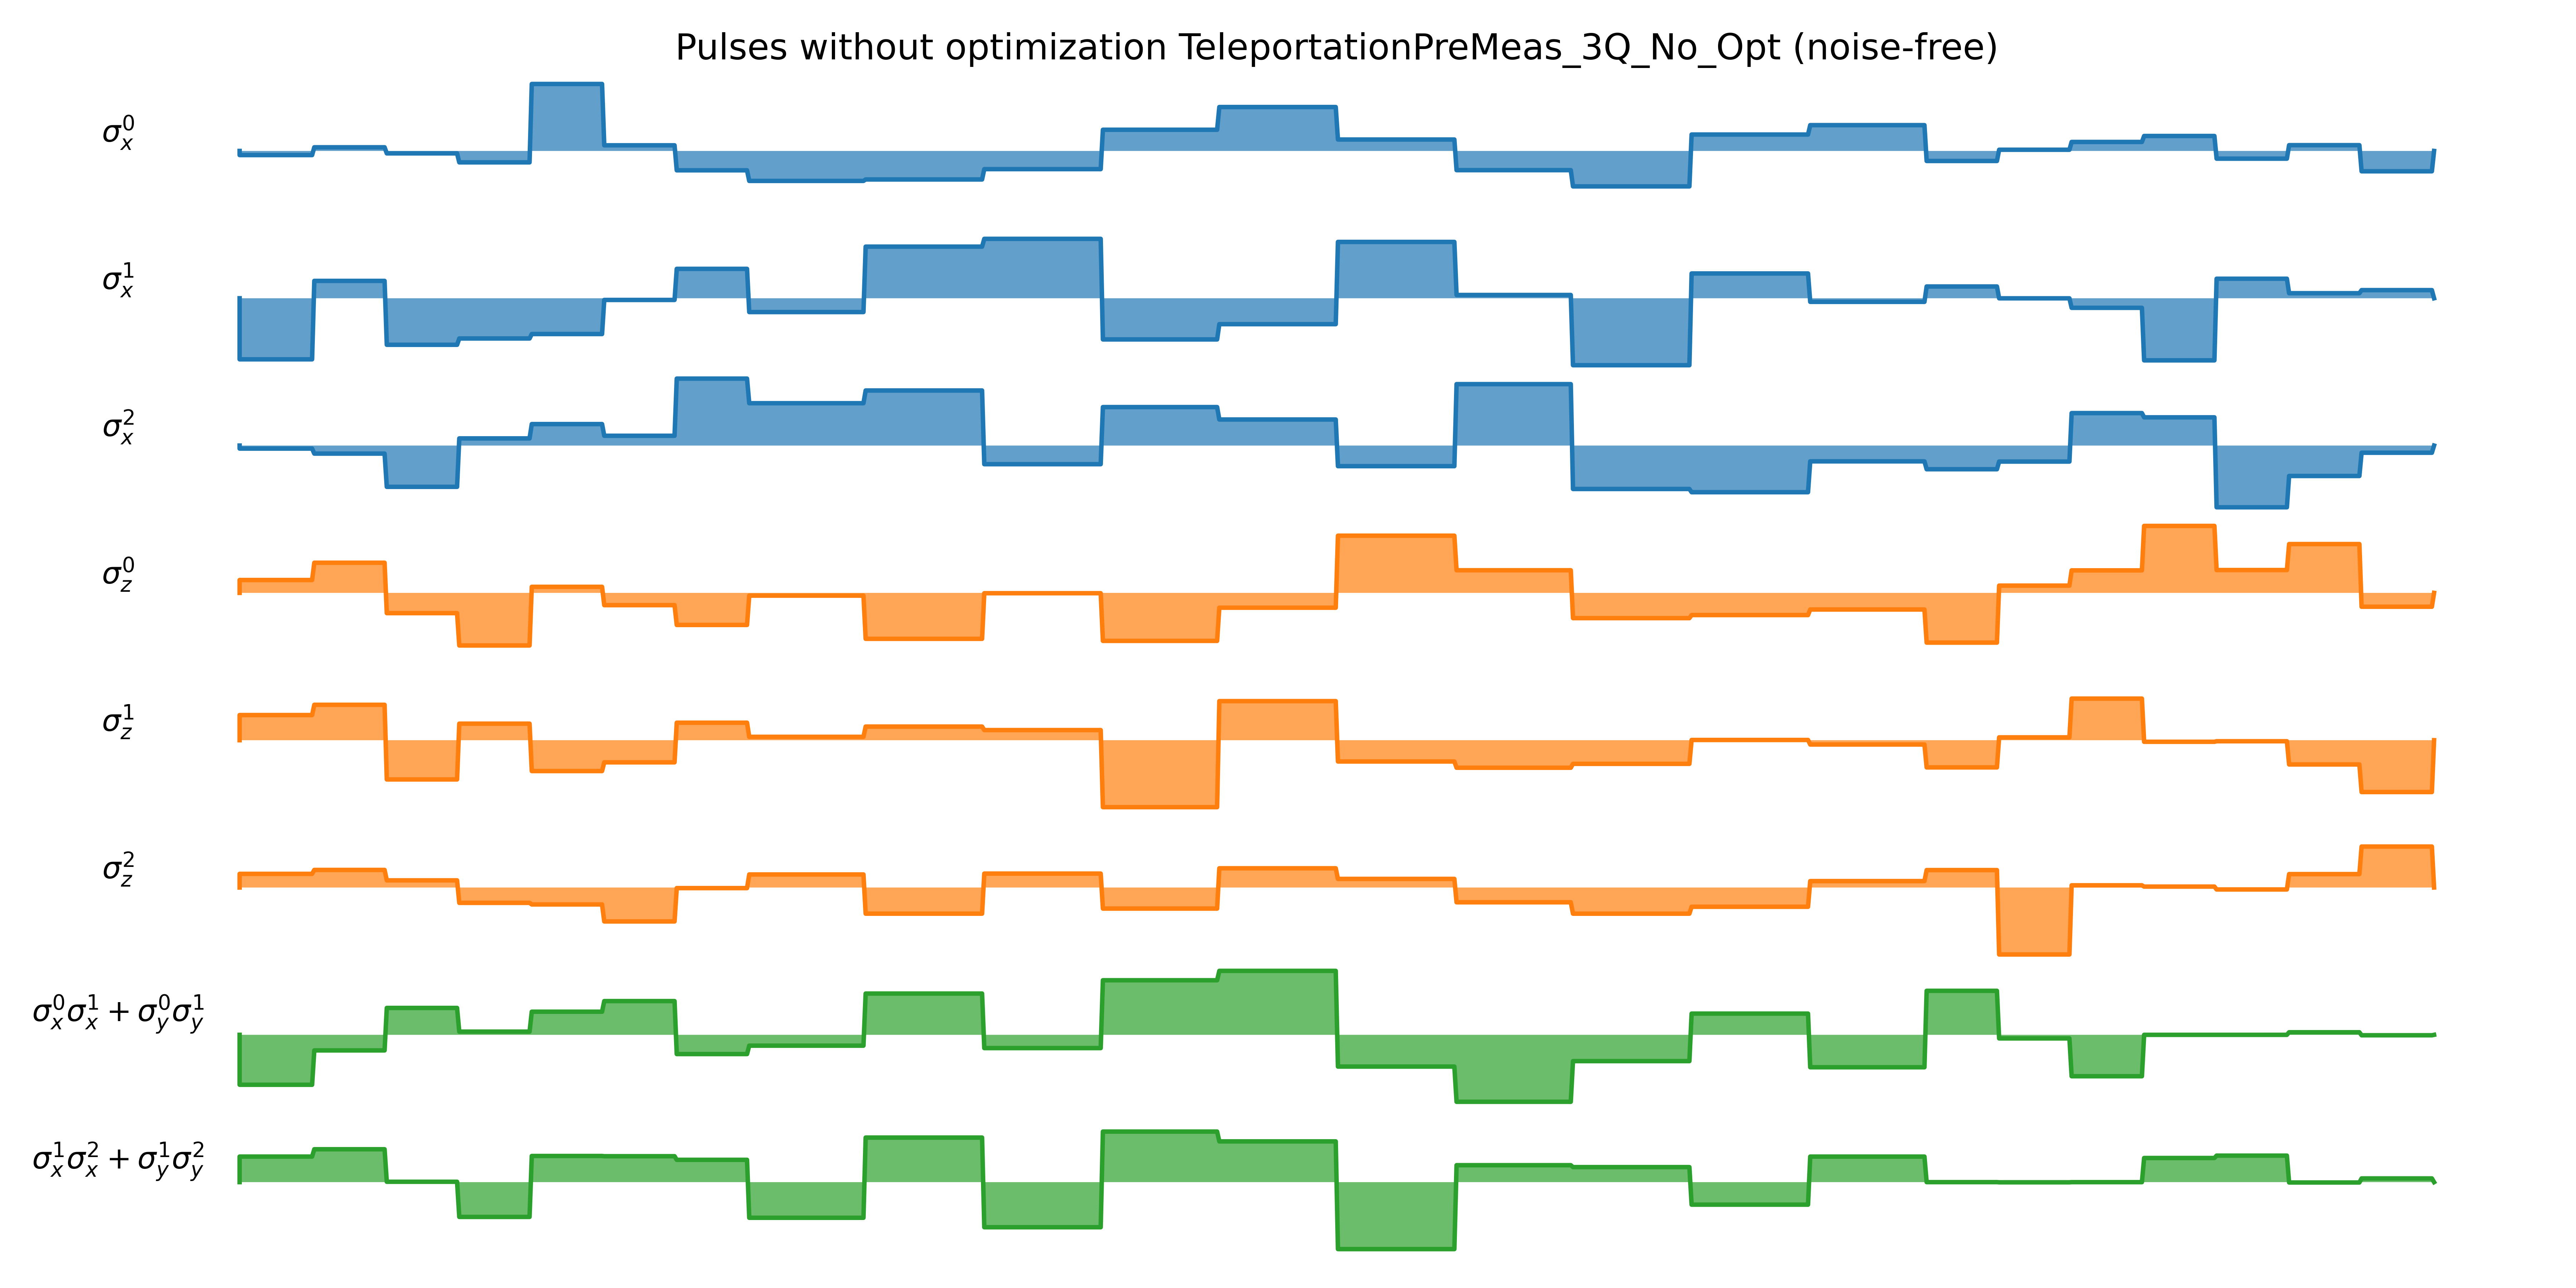 Pulses without optimization TeleportationPreMeas_3Q_No_Opt (noise-free)
σ_x^0
σ_x^1
σ_x^2
σ_z^0
σ_z^1
σ_z^2
σ_x^0σ_x^1 + σ_y^0σ_y^1
σ_x^1σ_x^2 + σ_y^1σ_y^2